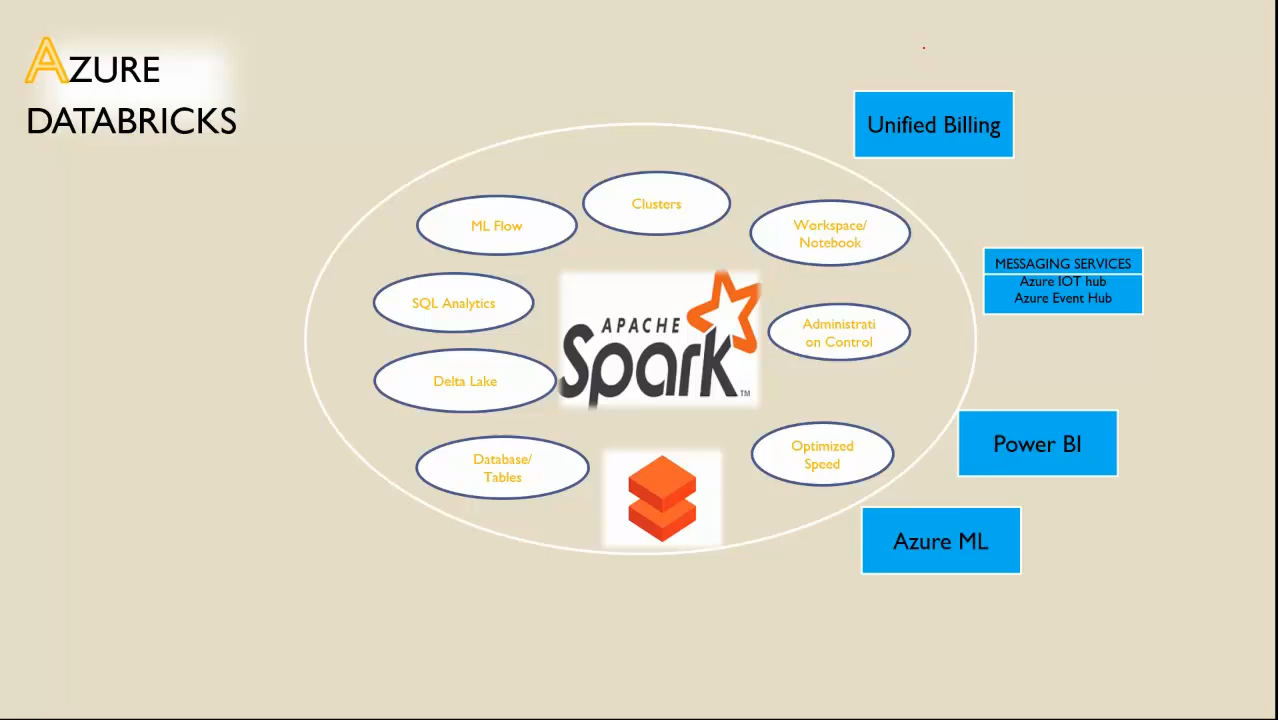 AZURE
DATABRICKS
Unified Billing
Clusters
ML Flow
Workspace/
Notebook
MESSAGING SERVICES
Azure IOT hub
Azure Event Hub
SQL Analytics
APACHE
Spark™
Administrati
on Control
Delta Lake
Power BI
Database/
Tables
Optimized
Speed
Azure ML